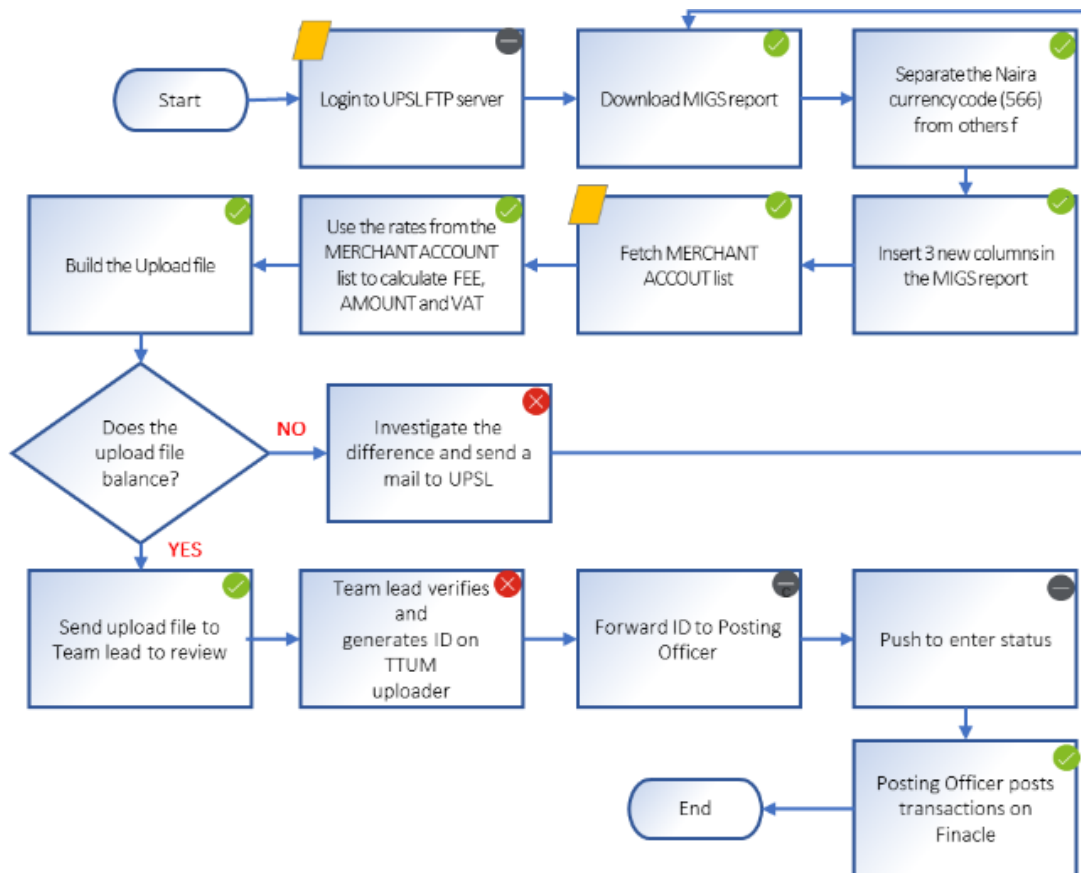 Start
Login to UPSL FTP server
Download MIGS report
Separate the Naira
currency code (566)
from others f
Insert 3 new columns in
the MIGS report
Fetch MERCHANT
ACCOUT list
Use the rates from the
MERCHANT ACCOUNT
list to calculate FEE,
AMOUNT and VAT
Build the Upload file
Does the
upload file
balance?
NO
Investigate the
difference and send a
mail to UPSL
YES
Send upload file to
Team lead to review
Team lead verifies
and
generates ID on
TTUM
uploader
C
Forward ID to Posting
Officer
Push to enter status
Posting Officer posts
transactions on
Finacle
End